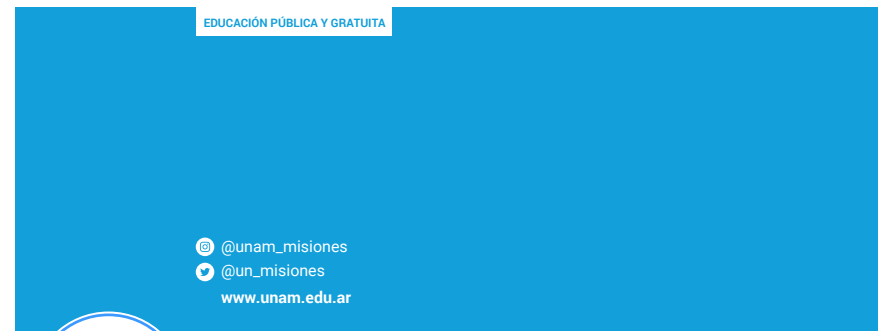 EDUCACIÓN PÚBLICA Y GRATUITA
@unam_misiones
@un_misiones
www.unam.edu.ar